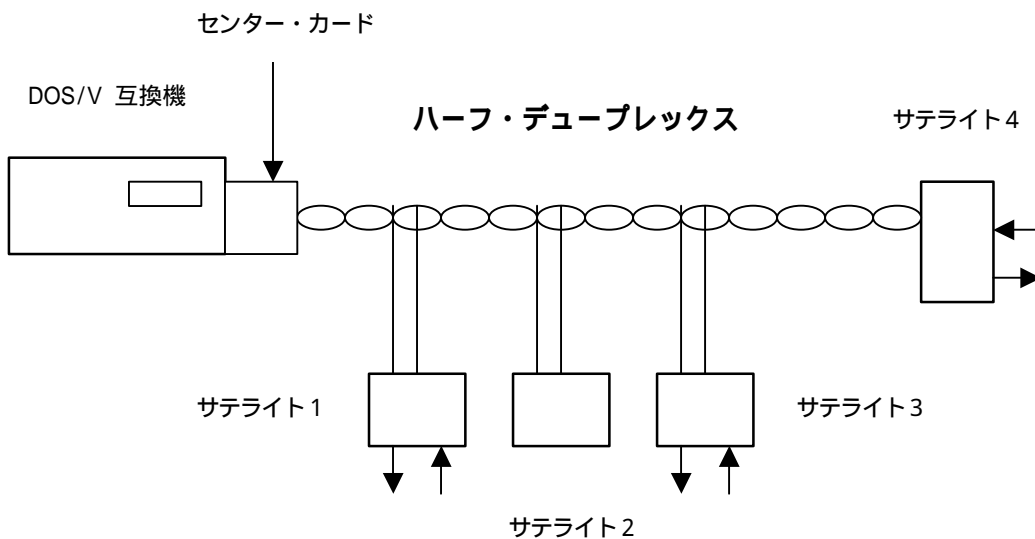 センター・カード
DOS/V 互換機
ハーフ・デュープレックス
サテライト4
サテライト1
サテライト3
サテライト2